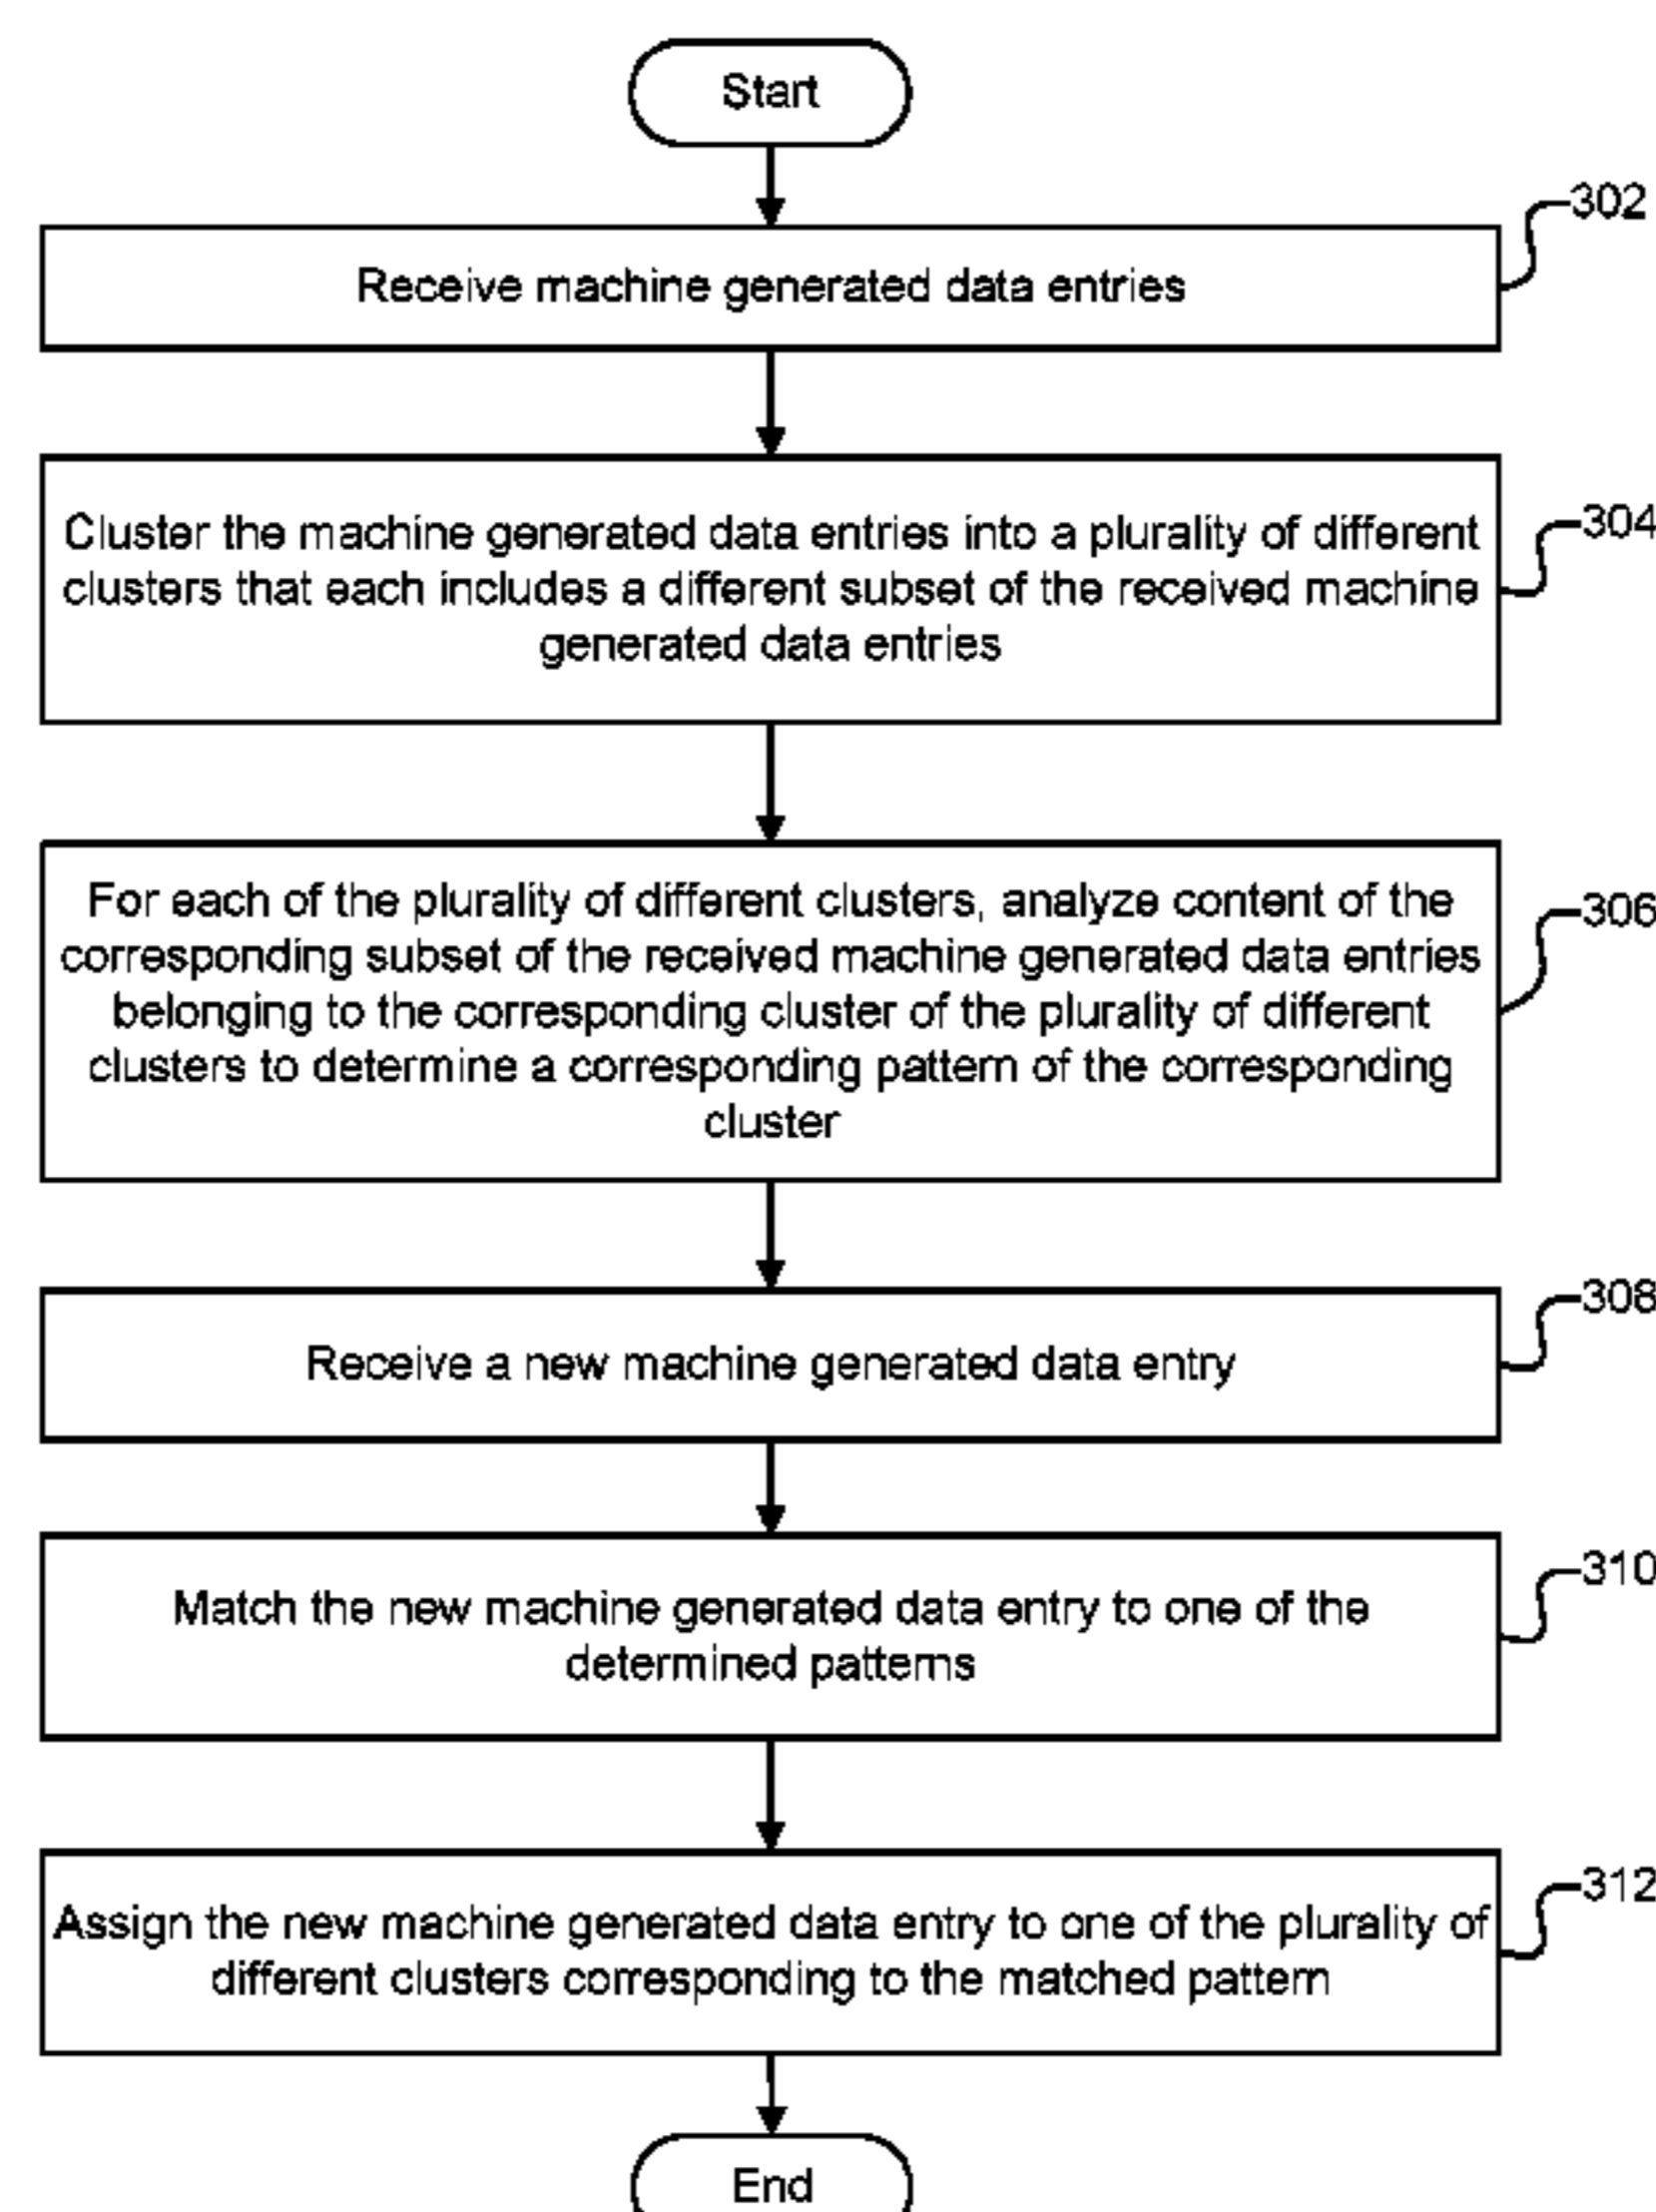 Start
302
Receive machine generated data entries
304
Cluster the machine generated data entries into a plurality of different
clusters that each includes a different subset of the received machine
generated data entries
306
For each of the plurality of different clusters, analyze content of the
corresponding subset of the received machine generated data entries
belonging to the corresponding cluster of the plurality of different
clusters to determine a corresponding pattern of the corresponding
cluster
308
Receive a new machine generated data entry
310
Match the new machine generated data entry to one of the
determined patterns
312
Assign the new machine generated data entry to one of the plurality of
different clusters corresponding to the matched pattern
End